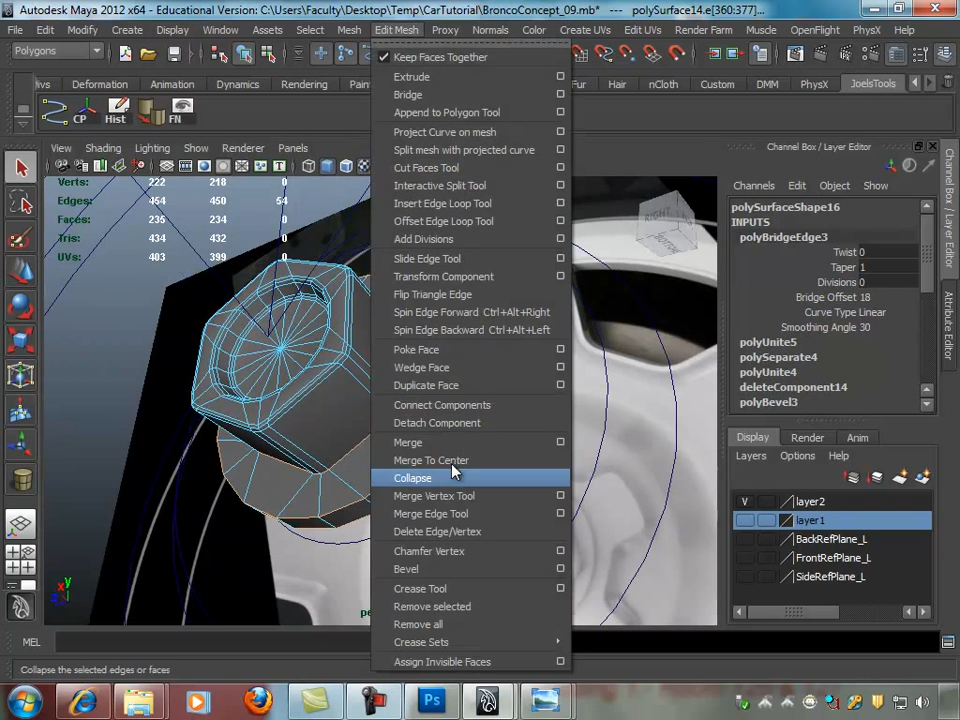 Autodesk Maya 2012 x64 - Educational Version: C:\Users\Faculty\Desktop\Temp\CarTutorial\BroncoConcept_09.mb* --- polySurface14.e[360:377]...
File Edit Modify Create Display Window Assets Select Mesh Edit Mesh Proxy Normals Color Create UVs Edit UVs Render Farm Muscle OpenFlight PhysX Help
Polygons
Deformation Animation Dynamics Rendering Fur Hair nCloth Custom DMM PhysX JoelsTools
CP Hist FN
View Shading Lighting Show Renderer Panels
Verts: 222 218 0
Edges: 454 450 54
Faces: 235 234 0
Tris: 434 432 0
UVs: 403 399 0
RIGHT
BOTTOM
Keep Faces Together
Extrude
Bridge
Append to Polygon Tool
Project Curve on mesh
Split mesh with projected curve
Cut Faces Tool
Interactive Split Tool
Insert Edge Loop Tool
Offset Edge Loop Tool
Add Divisions
Slide Edge Tool
Transform Component
Flip Triangle Edge
Spin Edge Forward Ctrl+Alt+Right
Spin Edge Backward Ctrl+Alt+Left
Poke Face
Wedge Face
Duplicate Face
Connect Components
Detach Component
Merge
Merge To Center
Collapse
Merge Vertex Tool
Merge Edge Tool
Delete Edge/Vertex
Chamfer Vertex
Bevel
Crease Tool
Remove selected
Remove all
Crease Sets
Assign Invisible Faces
Channel Box / Layer Editor
Channels Edit Object Show
polySurfaceShape16
INPUTS
polyBridgeEdge3
Twist 0
Taper 1
Divisions 0
Bridge Offset 18
Curve Type Linear
Smoothing Angle 30
polyUnite5
polySeparate4
polyUnite4
deleteComponent14
polyBevel3
Display Render Anim
Layers Options Help
V layer2
layer1
BackRefPlane_L
FrontRefPlane_L
SideRefPlane_L
Channel Box / Layer Editor
Attribute Editor
y
x
z
MEL
Collapse the selected edges or faces
Ps